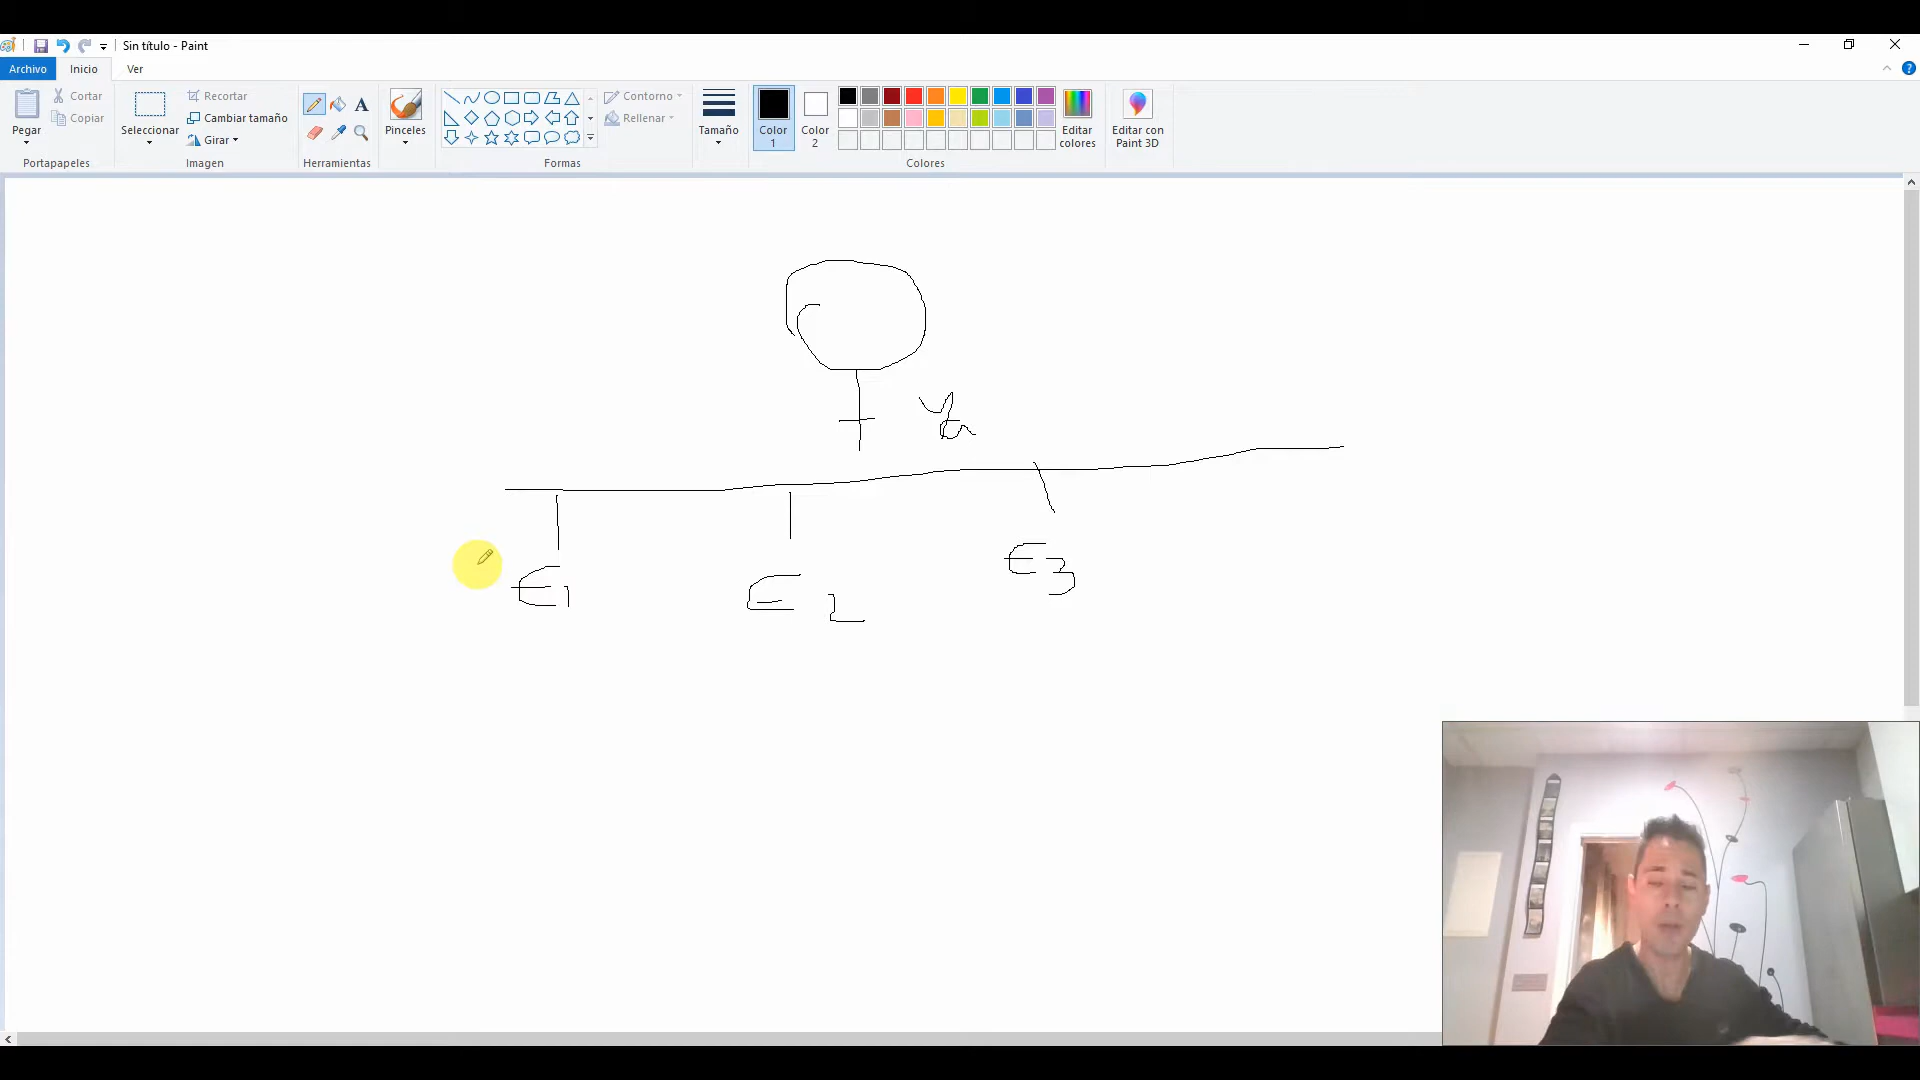 Sin título - Paint
Archivo Inicio Ver
Pegar
Cortar
Copiar
Portapapeles
Seleccionar
Recortar
Cambiar tamaño
Girar
Imagen
A
Herramientas
Pinceles
Contorno
Rellenar
Formas
Tamaño
Color 1
Color 2
Editar colores
Colores
Editar con Paint 3D
E1 E2 E3